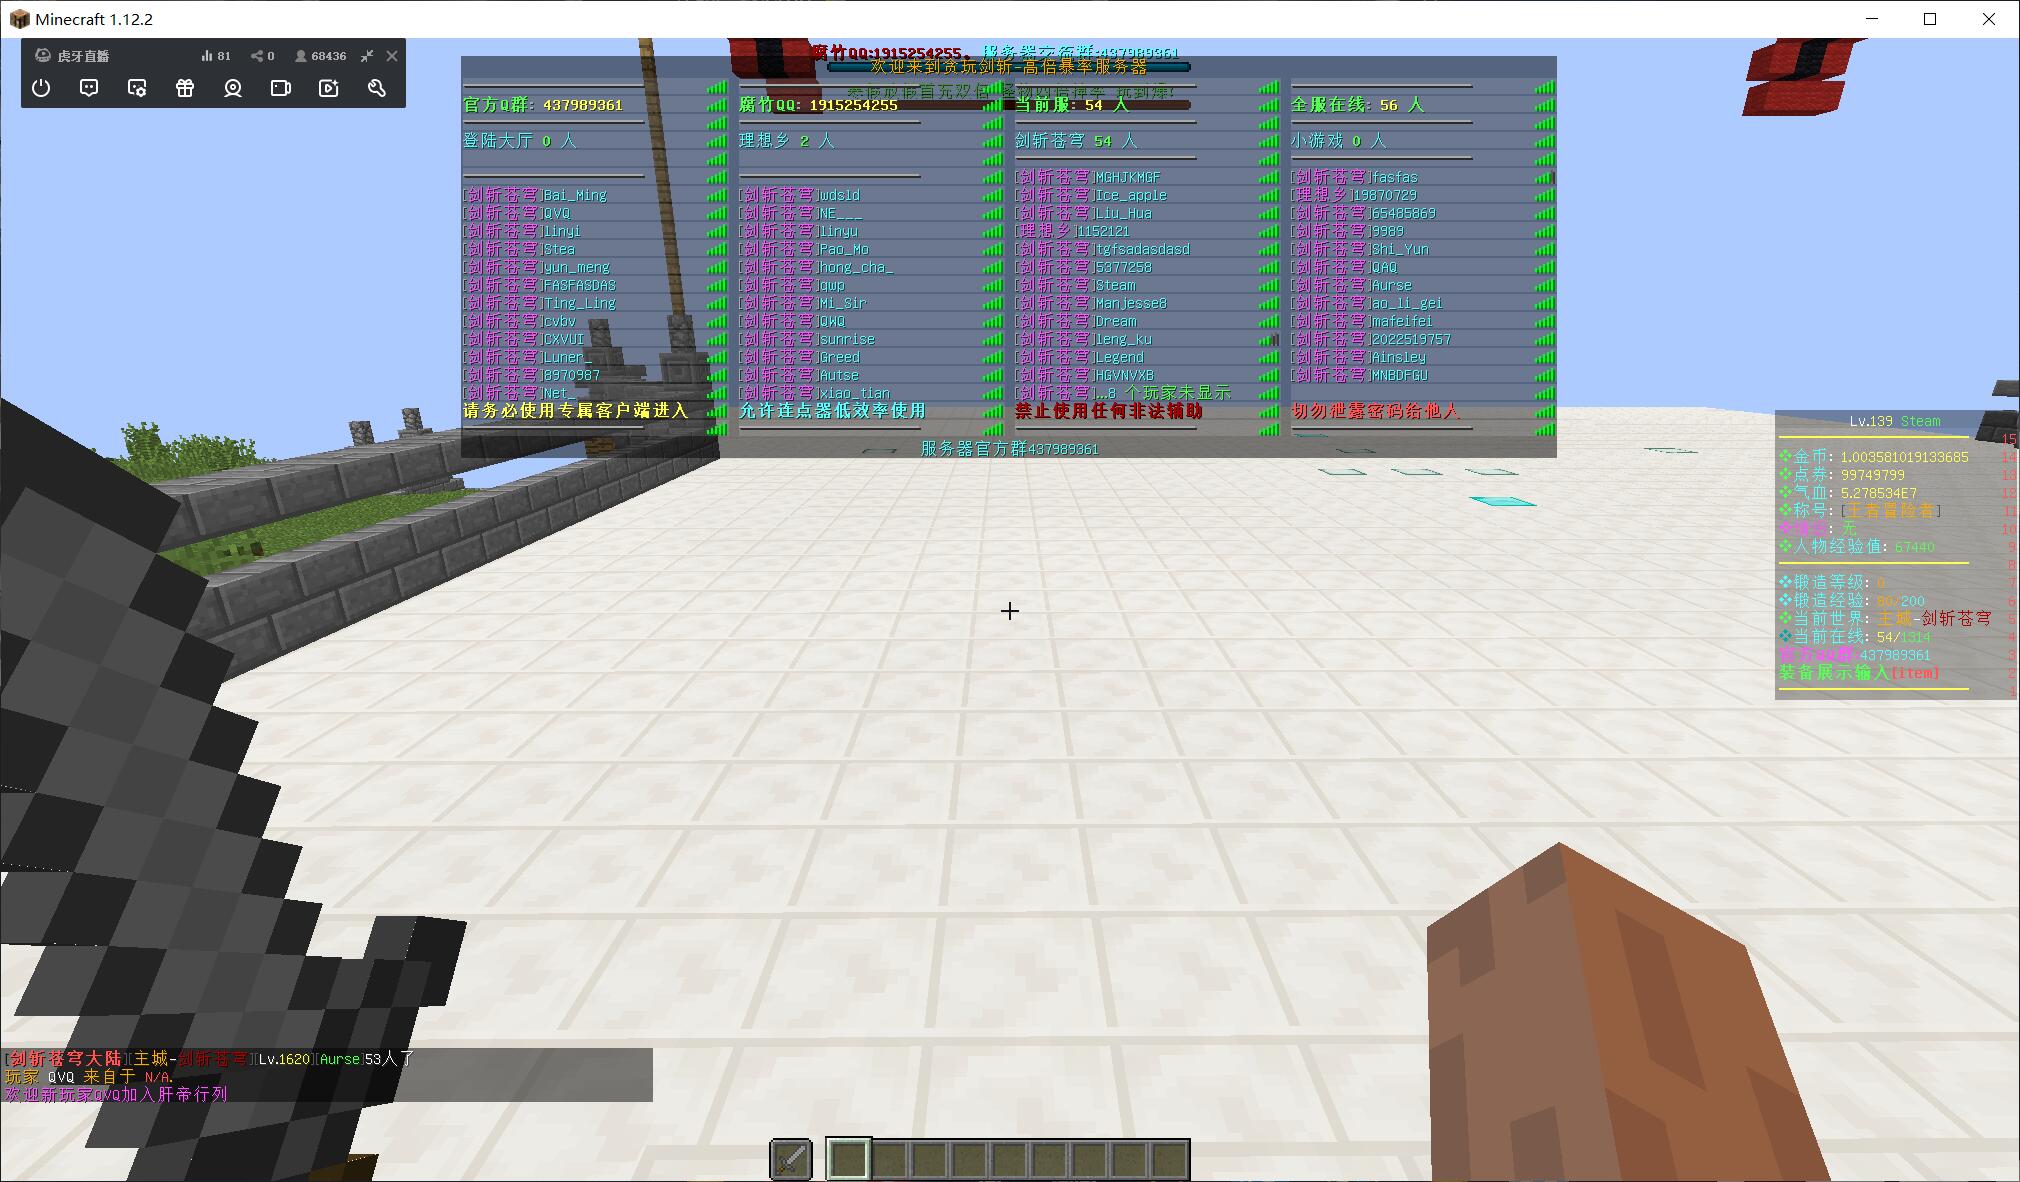 Minecraft 1.12.2
虎牙直播 81 0 68436
腐竹QQ:1915254255, 服务器交流群:437989361
欢迎来到贪玩剑斩-高倍暴率服务器
官方Q群: 437989361 腐竹QQ: 1915254255 当前服: 54 人 全服在线: 56 人
登陆大厅 0 人 理想乡 2 人 剑斩苍穹 54 人 小游戏 0 人
[剑斩苍穹]MGHJKMGF [剑斩苍穹]fasfas
[剑斩苍穹]Bai_Ming [剑斩苍穹]wdsld [剑斩苍穹]Ice_apple [理想乡]19870729
[剑斩苍穹]QVQ [剑斩苍穹]NE___ [剑斩苍穹]Liu_Hua [剑斩苍穹]65485869
[剑斩苍穹]linyi [剑斩苍穹]linyu [理想乡]1152121 [剑斩苍穹]9989
[剑斩苍穹]Stea [剑斩苍穹]Pao_Mo [剑斩苍穹]tgfsadasdasd [剑斩苍穹]Shi_Yun
[剑斩苍穹]yun_meng [剑斩苍穹]hong_cha_ [剑斩苍穹]5377258 [剑斩苍穹]QAQ
[剑斩苍穹]FASFASDAS [剑斩苍穹]qwp [剑斩苍穹]Steam [剑斩苍穹]Aurse
[剑斩苍穹]Ting_Ling [剑斩苍穹]Mi_Sir [剑斩苍穹]Manjesse8 [剑斩苍穹]ao_li_gei
[剑斩苍穹]cvbv [剑斩苍穹]QWQ [剑斩苍穹]Dream [剑斩苍穹]mafeifei
[剑斩苍穹]CXVUI [剑斩苍穹]sunrise [剑斩苍穹]leng_ku [剑斩苍穹]2022519757
[剑斩苍穹]Luner_ [剑斩苍穹]Greed [剑斩苍穹]Legend [剑斩苍穹]Ainsley
[剑斩苍穹]8970987 [剑斩苍穹]Autse [剑斩苍穹]HGVNVXB [剑斩苍穹]MNBDFGU
[剑斩苍穹]Net_ [剑斩苍穹]xiao_tian [剑斩苍穹]...8 个玩家未显示
请务必使用专属客户端进入 允许连点器低效率使用 禁止使用任何非法辅助 切勿泄露密码给他人
服务器官方群437989361
Lv.139 Steam
15
金币: 1.003581019133685 14
点券: 99749799 13
气血: 5.278534E7 12
称号: [王者冒险者] 11
无 10
人物经验值: 67440 9
8
锻造等级: 0 7
锻造经验: 80/200 6
当前世界: 主城-剑斩苍穹 5
当前在线: 54/1314 4
官方QQ群:437989361 3
装备展示输入[item] 2
1
[剑斩苍穹大陆][主城-剑斩苍穹][Lv.1620][Aurse]53人了
玩家 QVQ 来自于 N/A.
欢迎新玩家QVQ加入肝帝行列